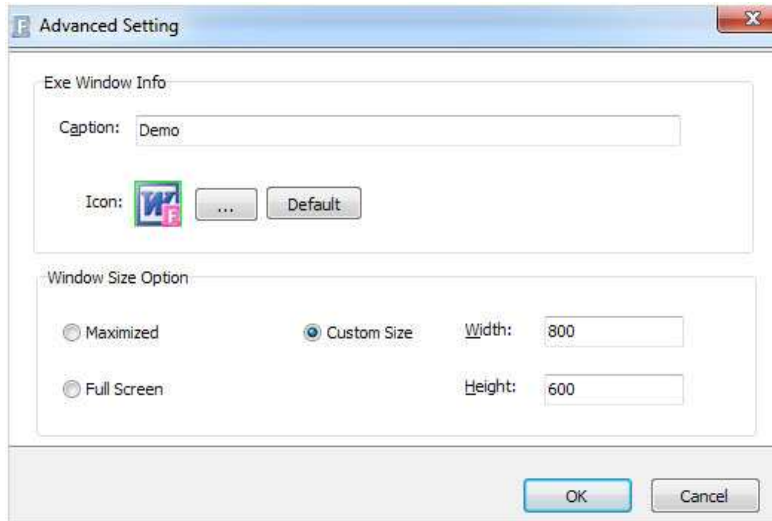 Advanced Setting
Exe Window Info
Caption: Demo
Icon: W F ... Default
Window Size Option
Maximized Custom Size Width: 800
Full Screen Height: 600
OK Cancel